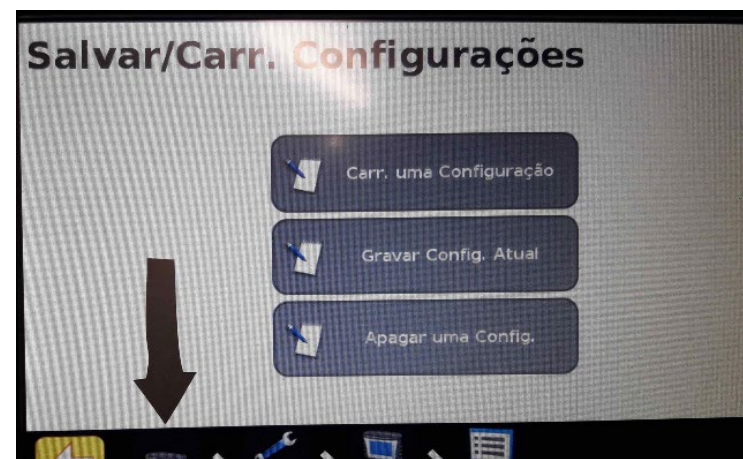 Salvar/Carr. Configurações
Carr. uma Configuração
Gravar Config. Atual
Apagar uma Config.